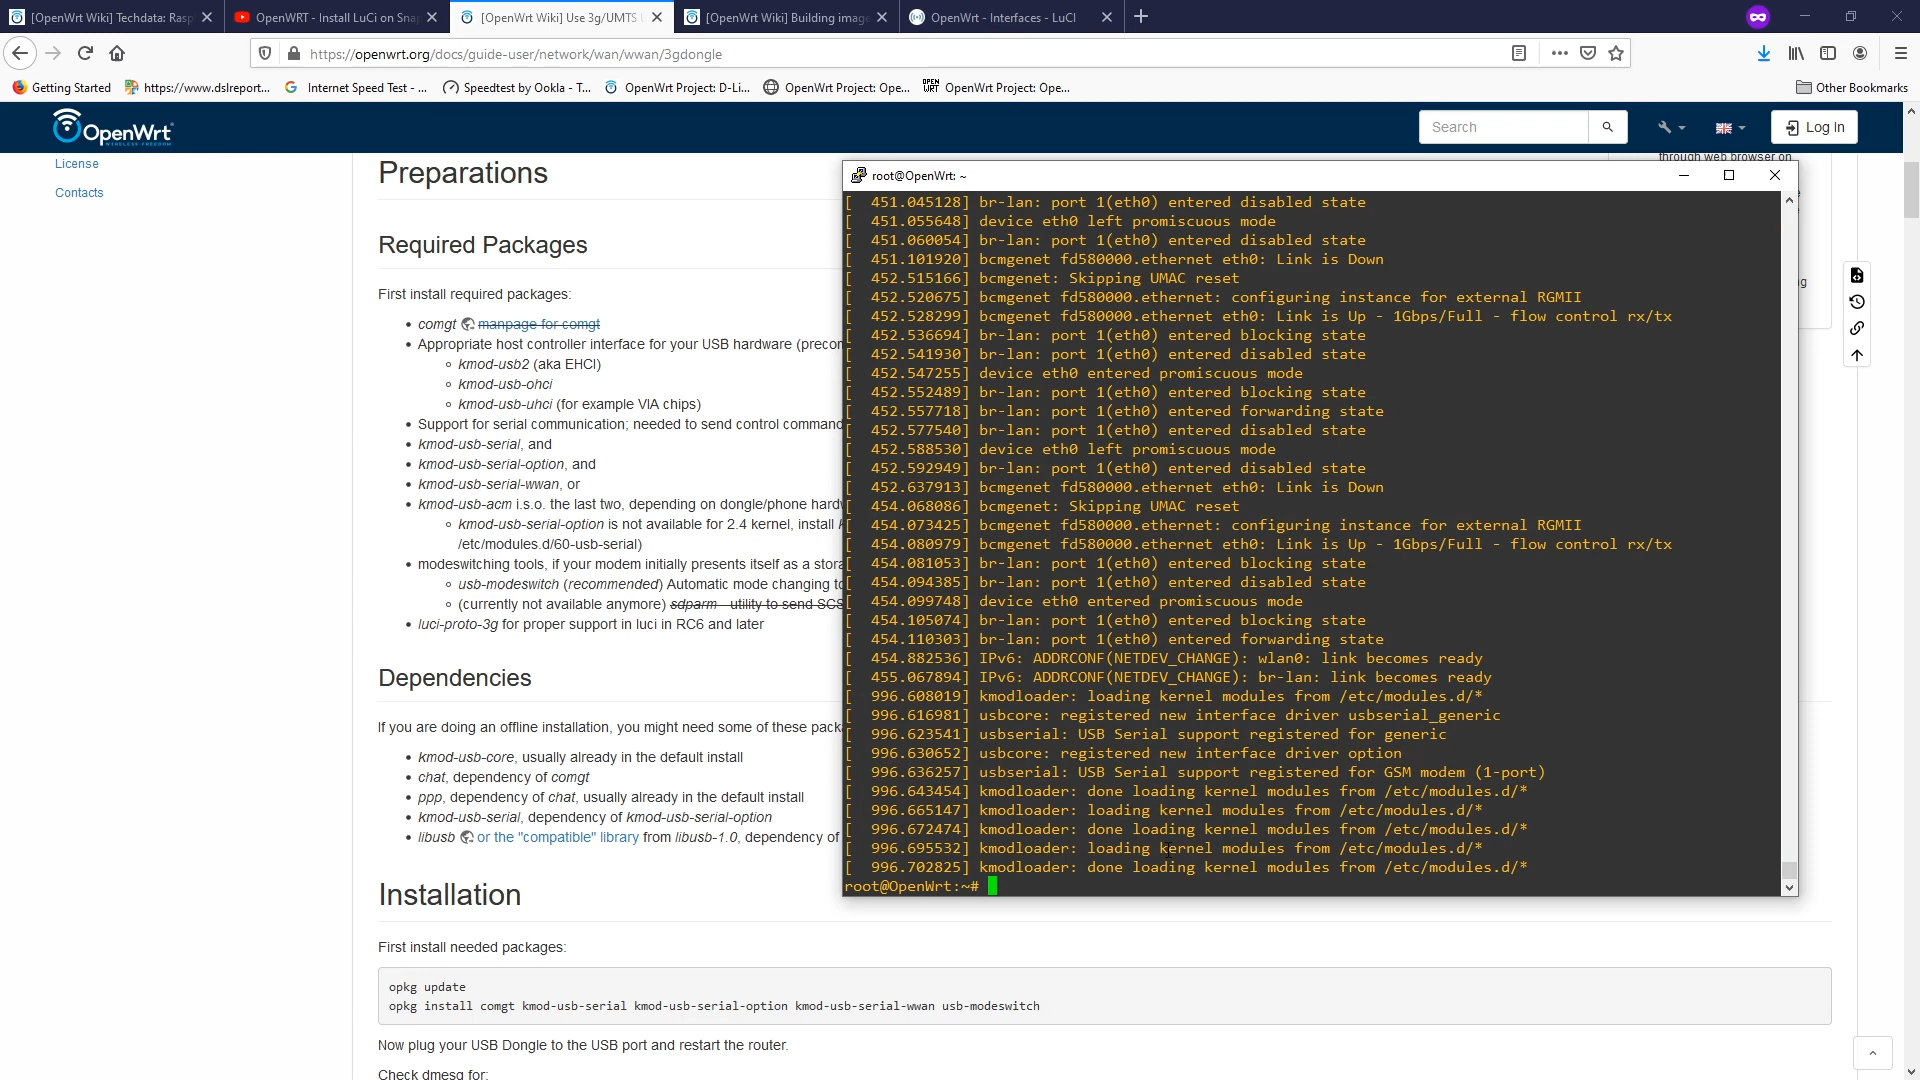 [OpenWrt Wiki] Techdata: Rasp
OpenWRT - Install LuCi on Snap
[OpenWrt Wiki] Use 3g/UMTS U
[OpenWrt Wiki] Building image
OpenWrt - Interfaces - LuCI
https://openwrt.org/docs/guide-user/network/wan/wwan/3gdongle
Getting Started
https://www.dslreport...
Internet Speed Test - ...
Speedtest by Ookla - T...
OpenWrt Project: D-Li...
OpenWrt Project: Ope...
OpenWrt Project: Ope...
Other Bookmarks
OpenWrt
WIRELESS FREEDOM
Search
Log In
License
Contacts
through web browser on
Preparations
Required Packages
First install required packages:
• comgt manpage for comgt
• Appropriate host controller interface for your USB hardware (precon
kmod-usb2 (aka EHCI)
kmod-usb-ohci
kmod-usb-uhci (for example VIA chips)
• Support for serial communication; needed to send control command
• kmod-usb-serial, and
• kmod-usb-serial-option, and
• kmod-usb-serial-wwan, or
• kmod-usb-acm i.s.o. the last two, depending on dongle/phone hardw
kmod-usb-serial-option is not available for 2.4 kernel, install
/etc/modules.d/60-usb-serial)
• modeswitching tools, if your modem initially presents itself as a stora
usb-modeswitch (recommended) Automatic mode changing to
(currently not available anymore) sdparm - utility to send SCS
• luci-proto-3g for proper support in luci in RC6 and later
Dependencies
If you are doing an offline installation, you might need some of these pack
• kmod-usb-core, usually already in the default install
• chat, dependency of comgt
• ppp, dependency of chat, usually already in the default install
• kmod-usb-serial, dependency of kmod-usb-serial-option
• libusb or the "compatible" library from libusb-1.0, dependency of
Installation
First install needed packages:
opkg update
opkg install comgt kmod-usb-serial kmod-usb-serial-option kmod-usb-serial-wwan usb-modeswitch
Now plug your USB Dongle to the USB port and restart the router.
Check dmesg for:
root@OpenWrt: ~
[  451.045128] br-lan: port 1(eth0) entered disabled state
[  451.055648] device eth0 left promiscuous mode
[  451.060054] br-lan: port 1(eth0) entered disabled state
[  451.101920] bcmgenet fd580000.ethernet eth0: Link is Down
[  452.515166] bcmgenet: Skipping UMAC reset
[  452.520675] bcmgenet fd580000.ethernet: configuring instance for external RGMII
[  452.528299] bcmgenet fd580000.ethernet eth0: Link is Up - 1Gbps/Full - flow control rx/tx
[  452.536694] br-lan: port 1(eth0) entered blocking state
[  452.541930] br-lan: port 1(eth0) entered disabled state
[  452.547255] device eth0 entered promiscuous mode
[  452.552489] br-lan: port 1(eth0) entered blocking state
[  452.557718] br-lan: port 1(eth0) entered forwarding state
[  452.577540] br-lan: port 1(eth0) entered disabled state
[  452.588530] device eth0 left promiscuous mode
[  452.592949] br-lan: port 1(eth0) entered disabled state
[  452.637913] bcmgenet fd580000.ethernet eth0: Link is Down
[  454.068086] bcmgenet: Skipping UMAC reset
[  454.073425] bcmgenet fd580000.ethernet: configuring instance for external RGMII
[  454.080979] bcmgenet fd580000.ethernet eth0: Link is Up - 1Gbps/Full - flow control rx/tx
[  454.081053] br-lan: port 1(eth0) entered blocking state
[  454.094385] br-lan: port 1(eth0) entered disabled state
[  454.099748] device eth0 entered promiscuous mode
[  454.105074] br-lan: port 1(eth0) entered blocking state
[  454.110303] br-lan: port 1(eth0) entered forwarding state
[  454.882536] IPv6: ADDRCONF(NETDEV_CHANGE): wlan0: link becomes ready
[  455.067894] IPv6: ADDRCONF(NETDEV_CHANGE): br-lan: link becomes ready
[  996.608019] kmodloader: loading kernel modules from /etc/modules.d/*
[  996.616981] usbcore: registered new interface driver usbserial_generic
[  996.623541] usbserial: USB Serial support registered for generic
[  996.630652] usbcore: registered new interface driver option
[  996.636257] usbserial: USB Serial support registered for GSM modem (1-port)
[  996.643454] kmodloader: done loading kernel modules from /etc/modules.d/*
[  996.665147] kmodloader: loading kernel modules from /etc/modules.d/*
[  996.672474] kmodloader: done loading kernel modules from /etc/modules.d/*
[  996.695532] kmodloader: loading kernel modules from /etc/modules.d/*
[  996.702825] kmodloader: done loading kernel modules from /etc/modules.d/*
root@OpenWrt:~#